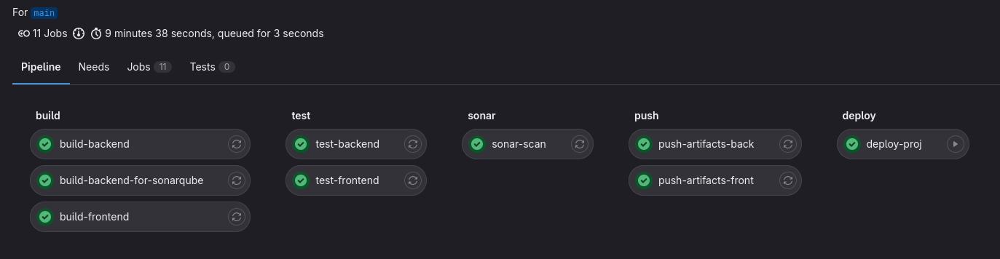 For main
11 Jobs 9 minutes 38 seconds, queued for 3 seconds
Pipeline Needs Jobs 11 Tests 0
build test sonar push deploy
build-backend test-backend sonar-scan push-artifacts-back deploy-proj
build-backend-for-sonarqube test-frontend push-artifacts-front
build-frontend